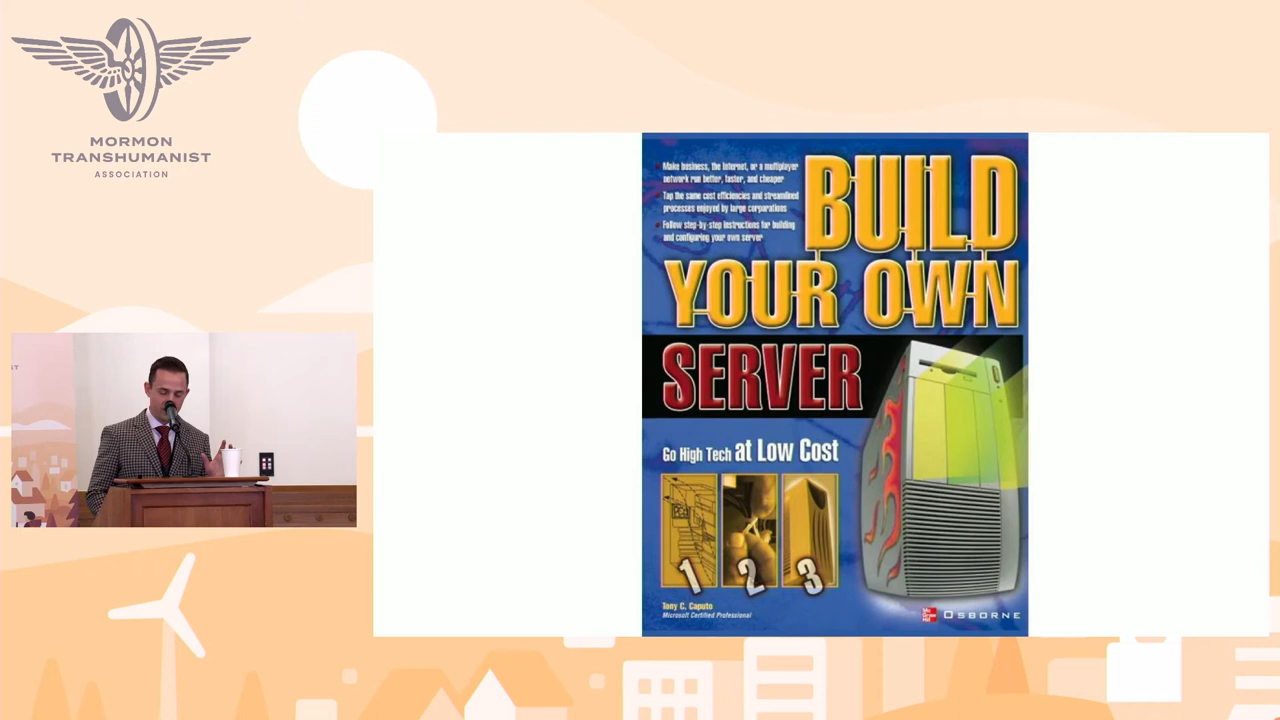 MORMON
TRANSHUMANIST
ASSOCIATION
Make business, the Internet, or a multiplayer
network run better, faster, and cheaper
Tap the same cost efficiencies and streamlined
processes enjoyed by large corporations
Follow step-by-step instructions for building
and configuring your own server
BUILD
YOUR OWN
SERVER
Go High Tech at Low Cost
1 2 3
Tony C. Caputo
Microsoft Certified Professional
OSBORNE